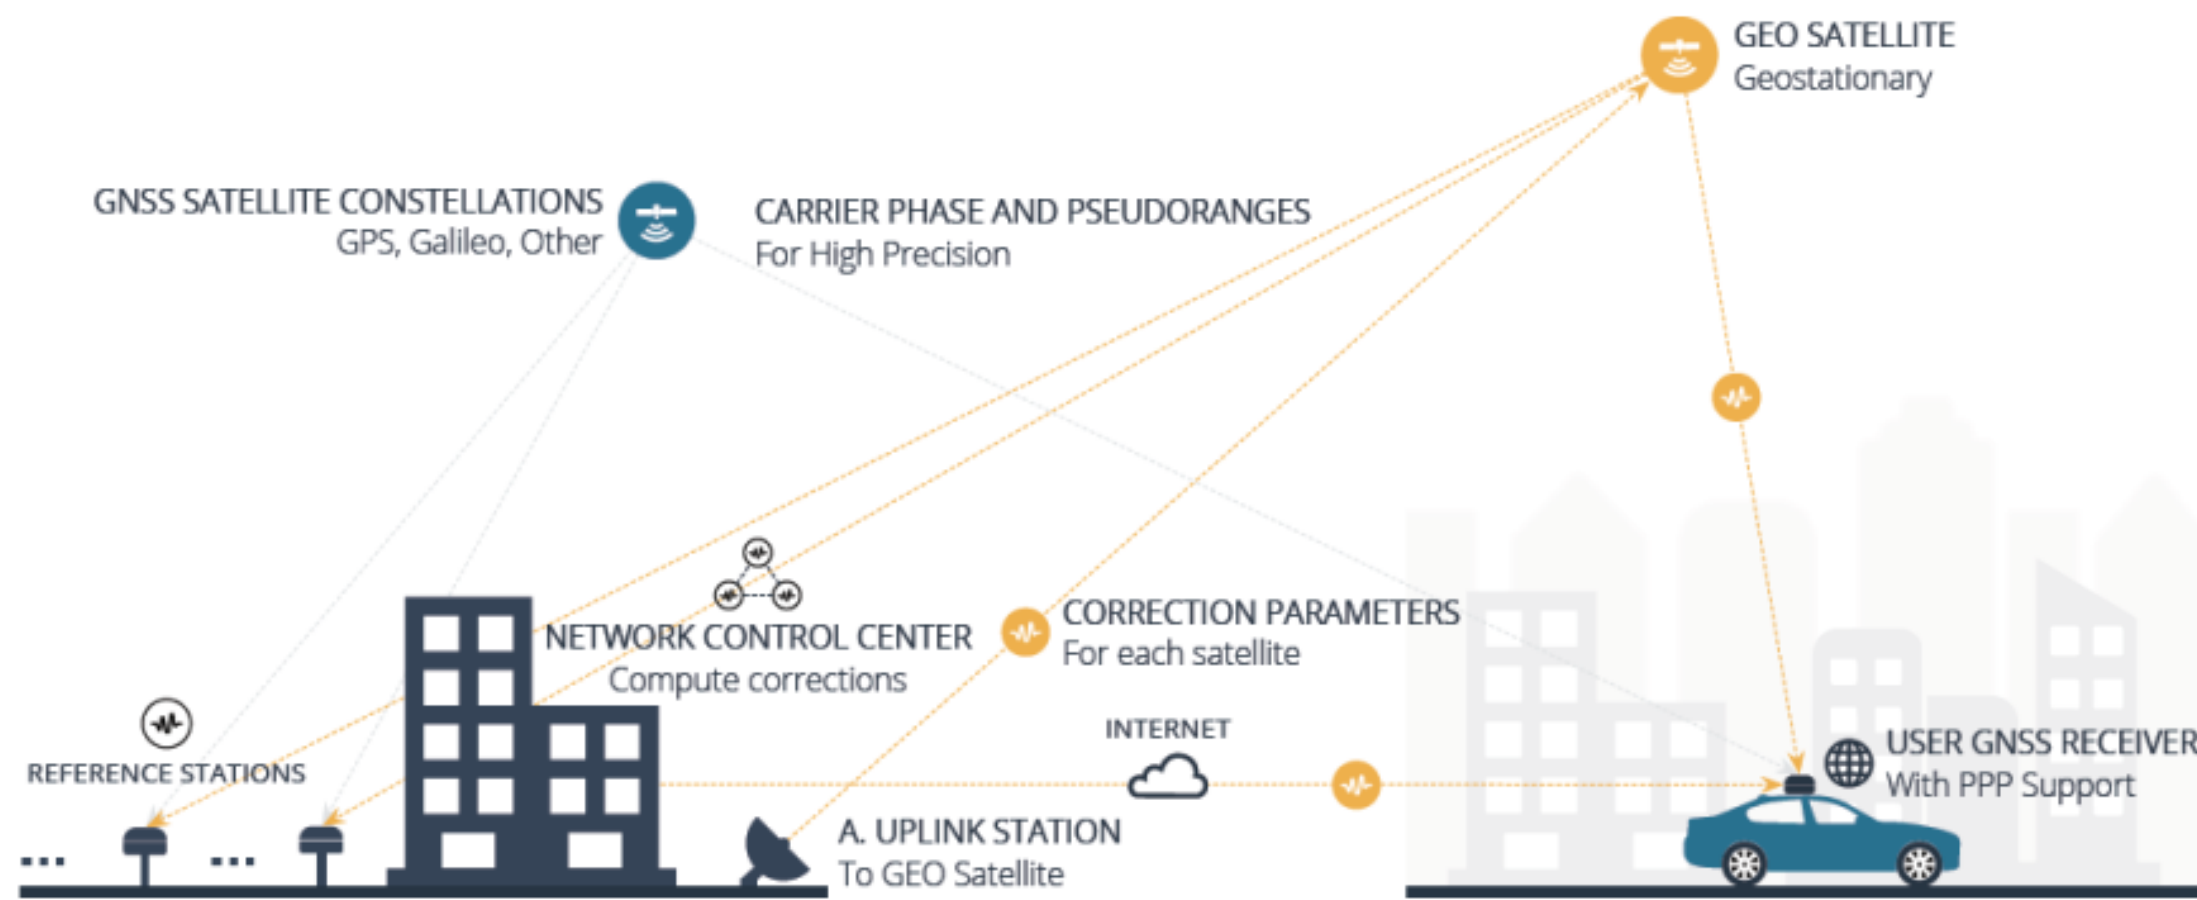 GEO SATELLITE
Geostationary
GNSS SATELLITE CONSTELLATIONS
GPS, Galileo, Other
CARRIER PHASE AND PSEUDORANGES
For High Precision
NETWORK CONTROL CENTER
Compute corrections
CORRECTION PARAMETERS
For each satellite
REFERENCE STATIONS
INTERNET
USER GNSS RECEIVER
With PPP Support
A. UPLINK STATION
To GEO Satellite